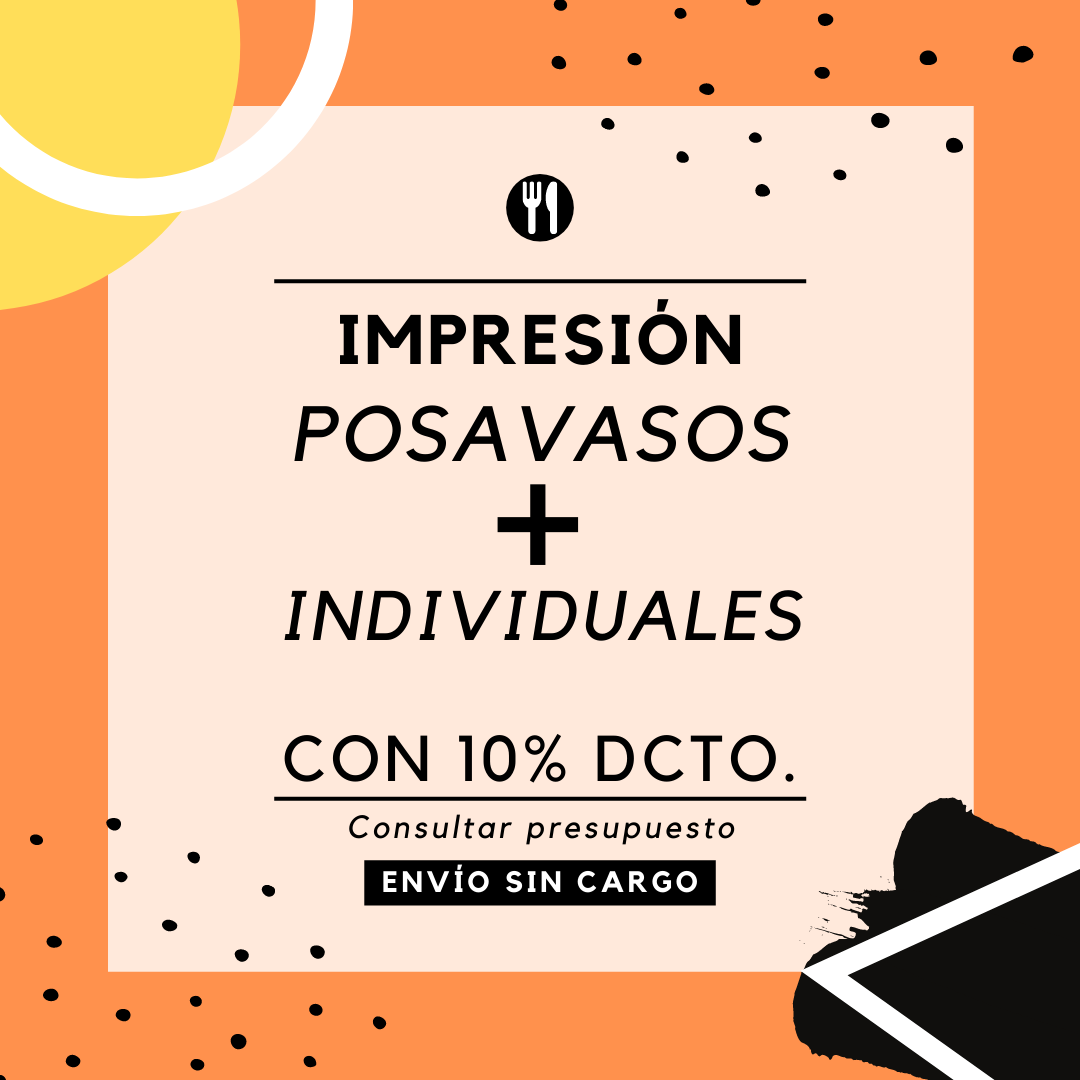 IMPRESIÓN
POSAVASOS
+
INDIVIDUALES
CON 10% DCTO.
Consultar presupuesto
ENVÍO SIN CARGO